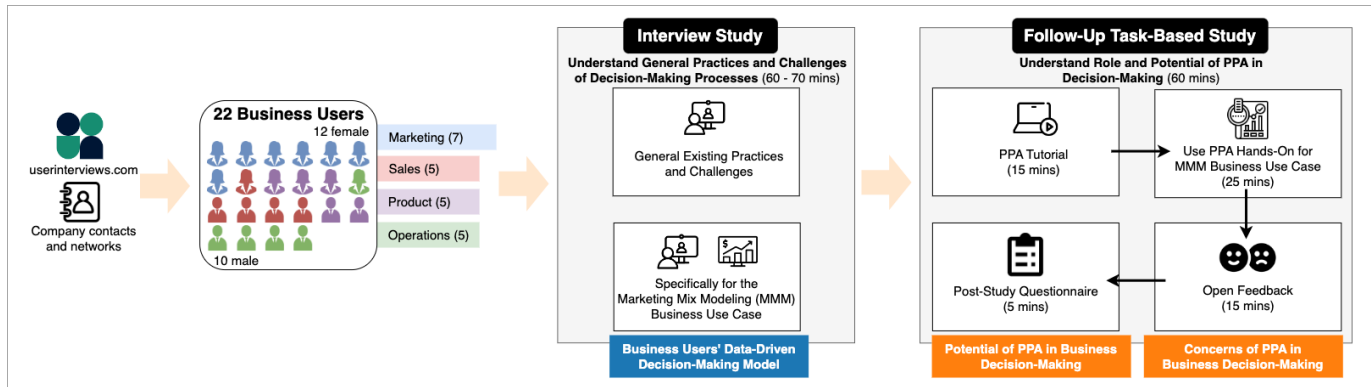 userinterviews.com
Company contacts
and networks
22 Business Users
12 female
10 male
Marketing (7)
Sales (5)
Product (5)
Operations (5)
Interview Study
Understand General Practices and Challenges
of Decision-Making Processes (60 - 70 mins)
General Existing Practices
and Challenges
Specifically for the
Marketing Mix Modeling (MMM)
Business Use Case
Business Users' Data-Driven
Decision-Making Model
Follow-Up Task-Based Study
Understand Role and Potential of PPA in
Decision-Making (60 mins)
PPA Tutorial
(15 mins)
Use PPA Hands-On for
MMM Business Use Case
(25 mins)
Post-Study Questionnaire
(5 mins)
Open Feedback
(15 mins)
Potential of PPA in Business
Decision-Making
Concerns of PPA in
Business Decision-Making